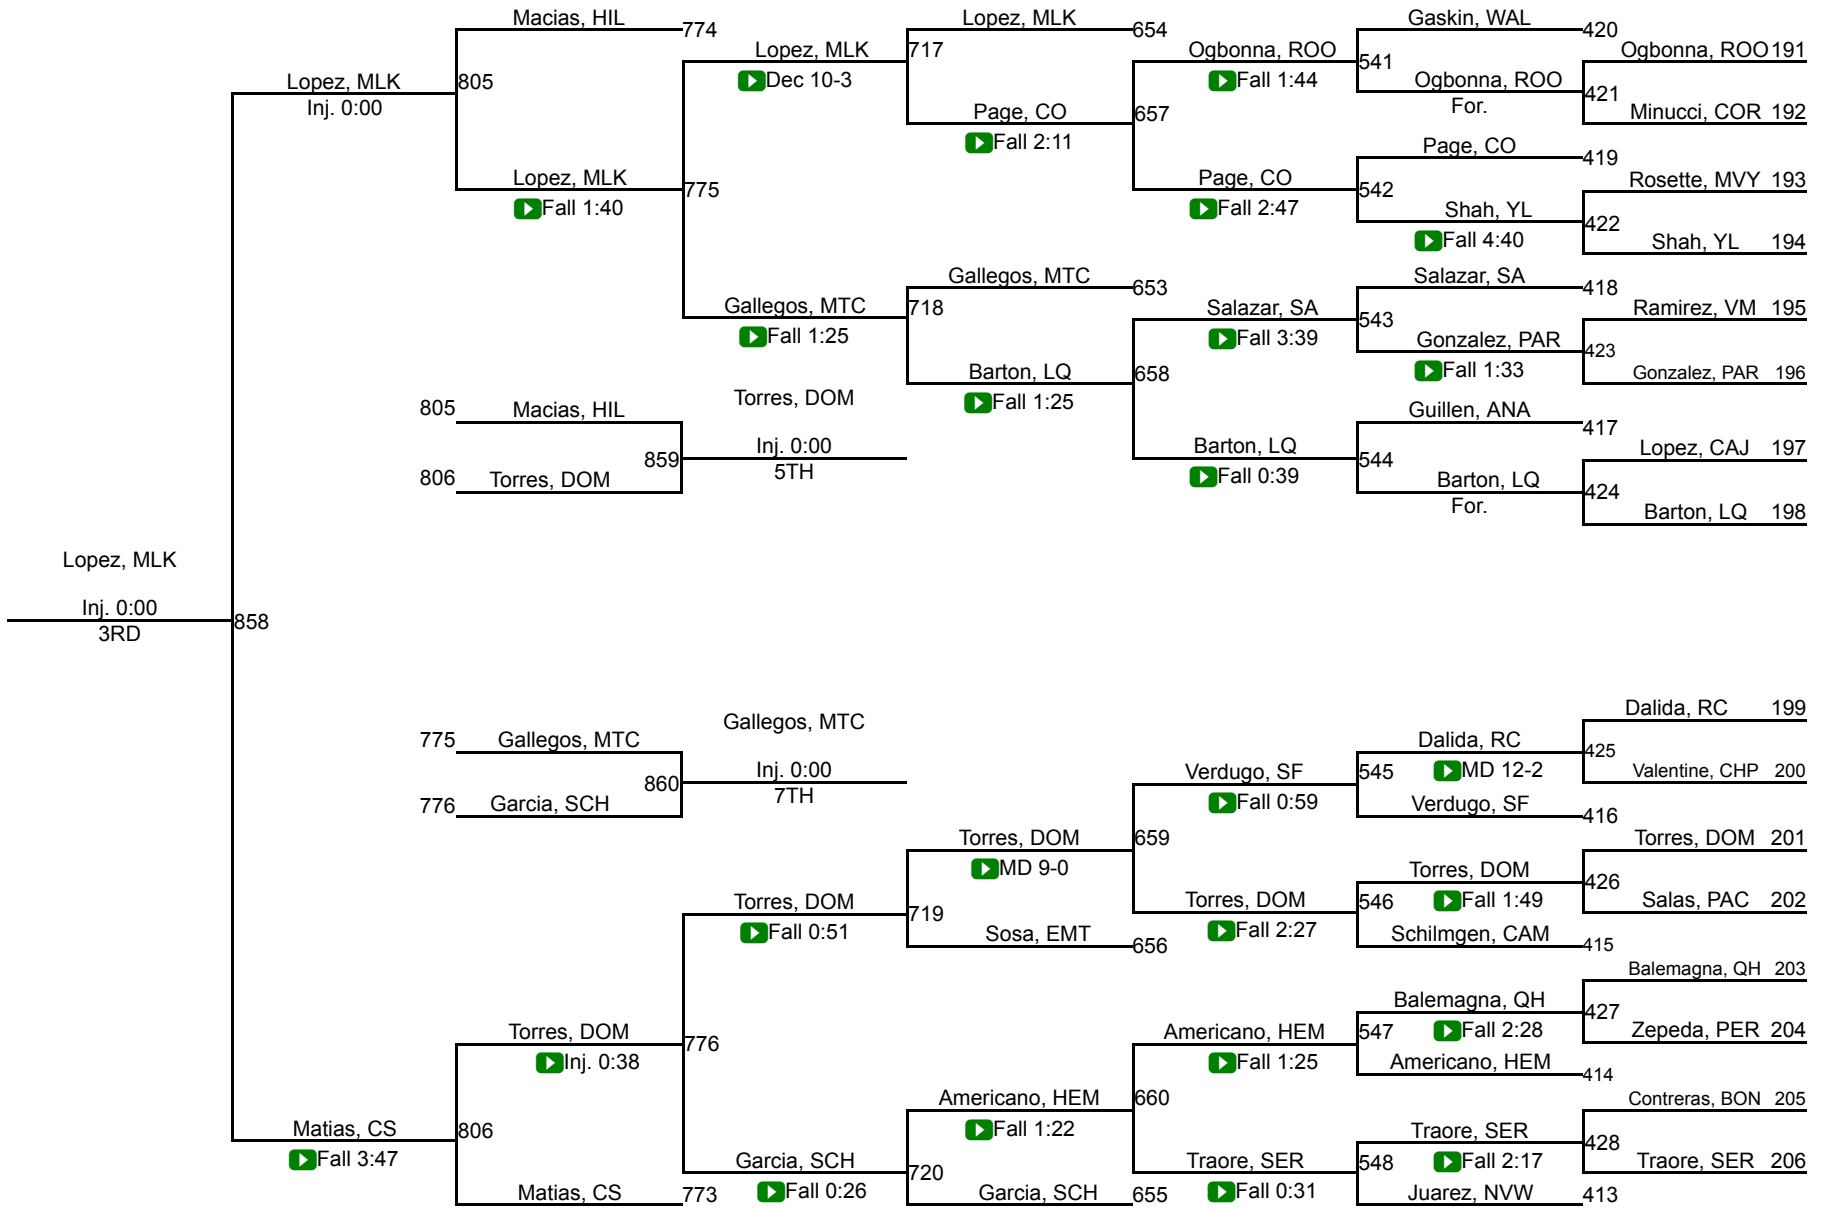 Macias, HIL 774
Lopez, MLK 654
Gaskin, WAL 420
Lopez, MLK 717
Ogbonna, ROO 541
Ogbonna, ROO 191
Dec 10-3
Fall 1:44
Lopez, MLK 805
Ogbonna, ROO 421
Inj. 0:00
For.
Page, CO 657
Minucci, COR 192
Fall 2:11
Page, CO 419
Lopez, MLK 775
Page, CO 542
Rosette, MVY 193
Fall 1:40
Fall 2:47
Shah, YL 422
Fall 4:40
Shah, YL 194
Gallegos, MTC 653
Salazar, SA 418
Gallegos, MTC 718
Salazar, SA 543
Ramirez, VM 195
Fall 1:25
Fall 3:39
Gonzalez, PAR 423
Fall 1:33
Barton, LQ 658
Gonzalez, PAR 196
Fall 1:25
805 Macias, HIL
Torres, DOM
Guillen, ANA 417
859 Inj. 0:00
5TH
Barton, LQ 544
Lopez, CAJ 197
Fall 0:39
806 Torres, DOM
Barton, LQ 424
For.
Barton, LQ 198
Lopez, MLK
Inj. 0:00
858
3RD
Dalida, RC 199
775 Gallegos, MTC
Gallegos, MTC
Dalida, RC 425
860 Inj. 0:00
7TH
Verdugo, SF 545
MD 12-2
Valentine, CHP 200
776 Garcia, SCH
Fall 0:59
Verdugo, SF 416
Torres, DOM 659
Torres, DOM 201
MD 9-0
Torres, DOM 426
Torres, DOM 719
Torres, DOM 546
Fall 1:49
Salas, PAC 202
Fall 0:51
Sosa, EMT 656
Fall 2:27
Schilmgen, CAM 415
Balemagna, QH 203
Balemagna, QH 427
Torres, DOM 776
Americano, HEM 547
Fall 2:28
Zepeda, PER 204
Inj. 0:38
Fall 1:25
Americano, HEM 414
Americano, HEM 660
Contreras, BON 205
Matias, CS 806
Fall 1:22
Traore, SER 428
Fall 3:47
Garcia, SCH 720
Traore, SER 548
Fall 2:17
Traore, SER 206
Matias, CS 773
Fall 0:26
Garcia, SCH 655
Fall 0:31
Juarez, NVW 413